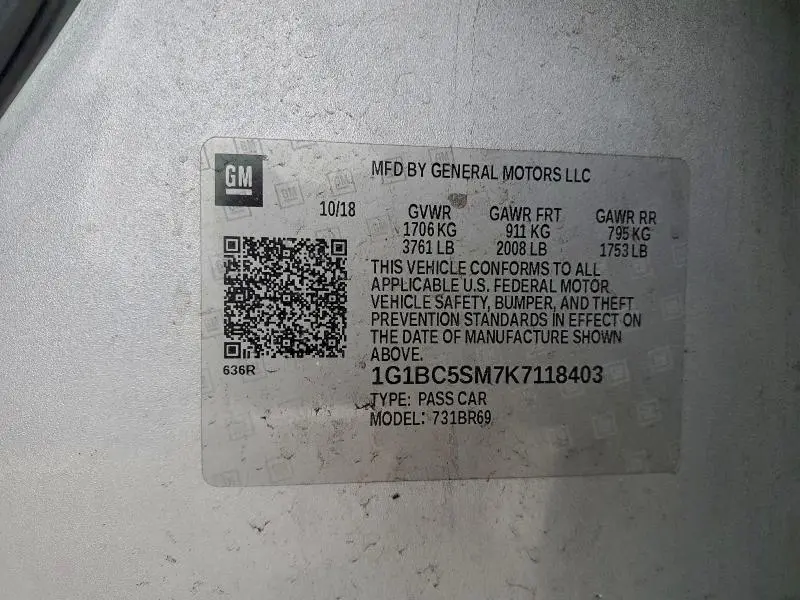 GM
MFD BY GENERAL MOTORS LLC
10/18 GVWR GAWR FRT GAWR RR
1706 KG 911 KG 795 KG
3761 LB 2008 LB 1753 LB
THIS VEHICLE CONFORMS TO ALL
APPLICABLE U.S. FEDERAL MOTOR
VEHICLE SAFETY, BUMPER, AND THEFT
PREVENTION STANDARDS IN EFFECT ON
THE DATE OF MANUFACTURE SHOWN
ABOVE.
636R
1G1BC5SM7K7118403
TYPE: PASS CAR
MODEL: 731BR69